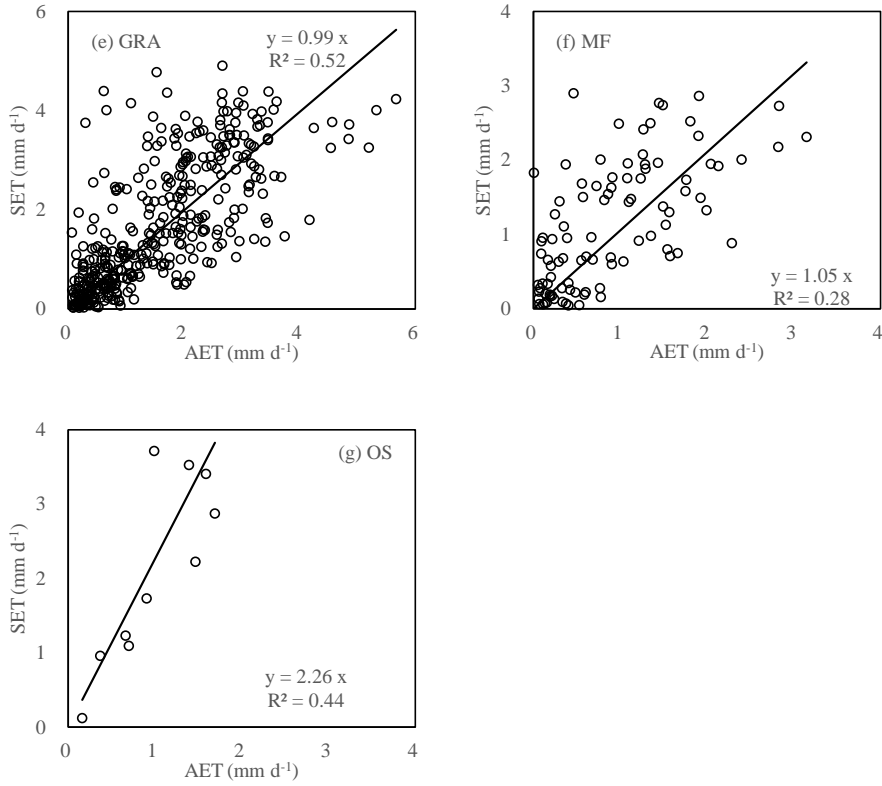 (e) GRA
y = 0.99 x
R² = 0.52
SET (mm d⁻¹)
6
4
2
0
0 2 4 6
AET (mm d⁻¹)
(f) MF
y = 1.05 x
R² = 0.28
SET (mm d⁻¹)
4
3
2
1
0
0 1 2 3 4
AET (mm d⁻¹)
(g) OS
y = 2.26 x
R² = 0.44
SET (mm d⁻¹)
4
3
2
1
0
0 1 2 3 4
AET (mm d⁻¹)